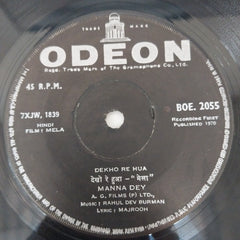 TRADE MARK
ODEON
Regd. Trade Mark of The Gramophone Co., Ltd.
45 R.P.M.
7XJW. 1839
BOE. 2055
HINDI
FILM: MELA
RECORDING FIRST
PUBLISHED 1970
DEKHO RE HUA
देखो रे हुआ - "मेला"
MANNA DEY
A. G. FILMS (P) LTD.,
Music: RAHUL DEV BURMAN
Lyric: MAJROOH